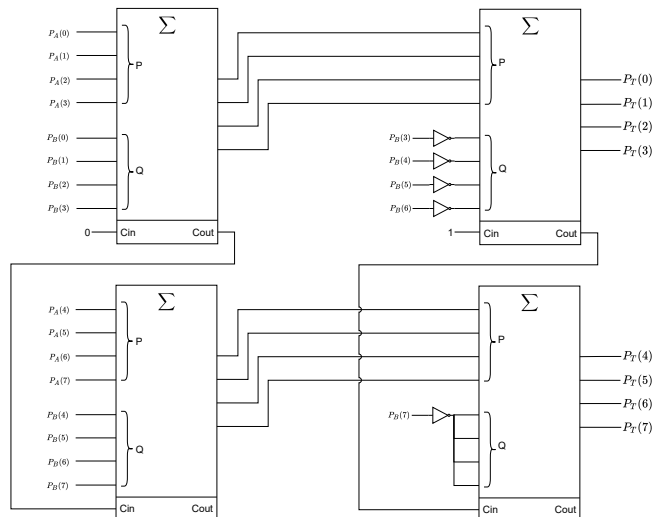 Σ
P_A(0)
P_A(1)
P_A(2)
P_A(3)
P
P_B(0)
P_B(1)
P_B(2)
P_B(3)
Q
0
Cin Cout
Σ
P
P_B(3)
P_B(4)
P_B(5)
P_B(6)
Q
1
Cin Cout
P_T(0)
P_T(1)
P_T(2)
P_T(3)
Σ
P_A(4)
P_A(5)
P_A(6)
P_A(7)
P
P_B(4)
P_B(5)
P_B(6)
P_B(7)
Q
Cin Cout
Σ
P
P_B(7)
Q
Cin Cout
P_T(4)
P_T(5)
P_T(6)
P_T(7)